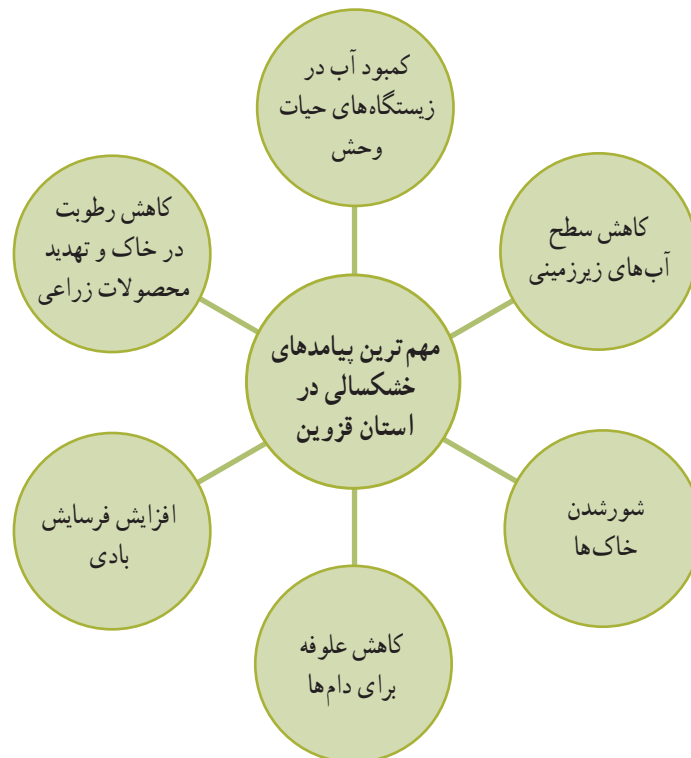 کمبود آب در
زیستگاه‌های حیات
وحش
کاهش سطح
آب‌های زیرزمینی
کاهش رطوبت
در خاک و تهدید
محصولات زراعی
مهم‌ترین پیامدهای
خشکسالی در
استان قزوین
شورشدن
خاک‌ها
افزایش فرسایش
بادی
کاهش علوفه
برای دام‌ها